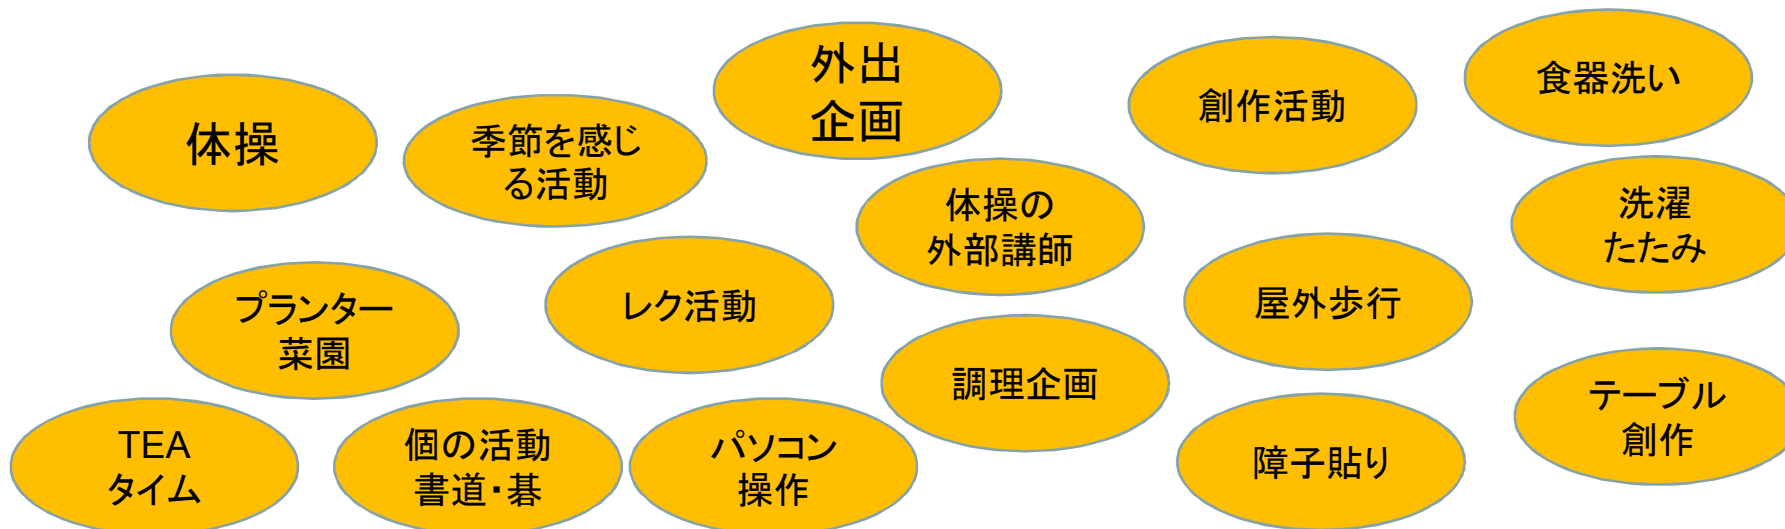 体操
季節を感じ
る活動
外出
企画
創作活動
食器洗い
体操の
外部講師
洗濯
たたみ
プランター
菜園
レク活動
屋外歩行
調理企画
テーブル
創作
TEA
タイム
個の活動
書道・碁
パソコン
操作
障子貼り